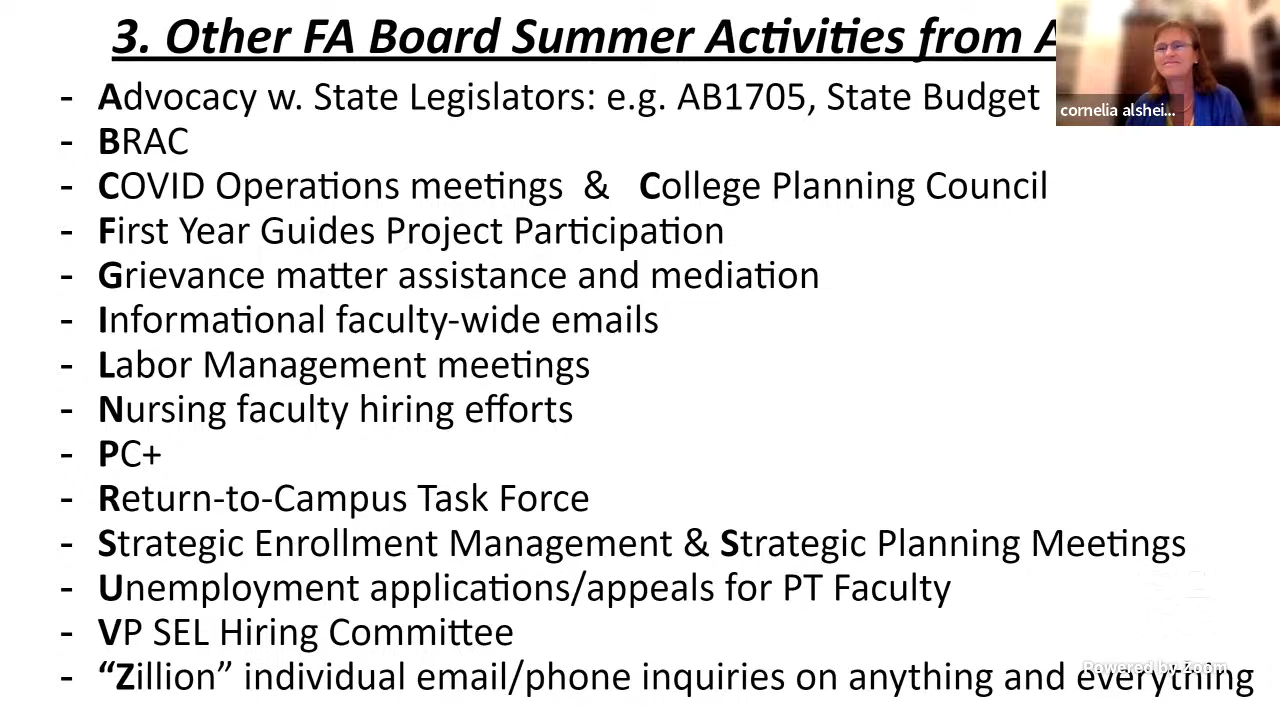 3. Other FA Board Summer Activities from A
- Advocacy w. State Legislators: e.g. AB1705, State Budget
cornelia alshei...
- BRAC
- COVID Operations meetings & College Planning Council
- First Year Guides Project Participation
- Grievance matter assistance and mediation
- Informational faculty-wide emails
- Labor Management meetings
- Nursing faculty hiring efforts
- PC+
- Return-to-Campus Task Force
- Strategic Enrollment Management & Strategic Planning Meetings
- Unemployment applications/appeals for PT Faculty
- VP SEL Hiring Committee
- “Zillion” individual email/phone inquiries on anything and everything
Powered by Zoom